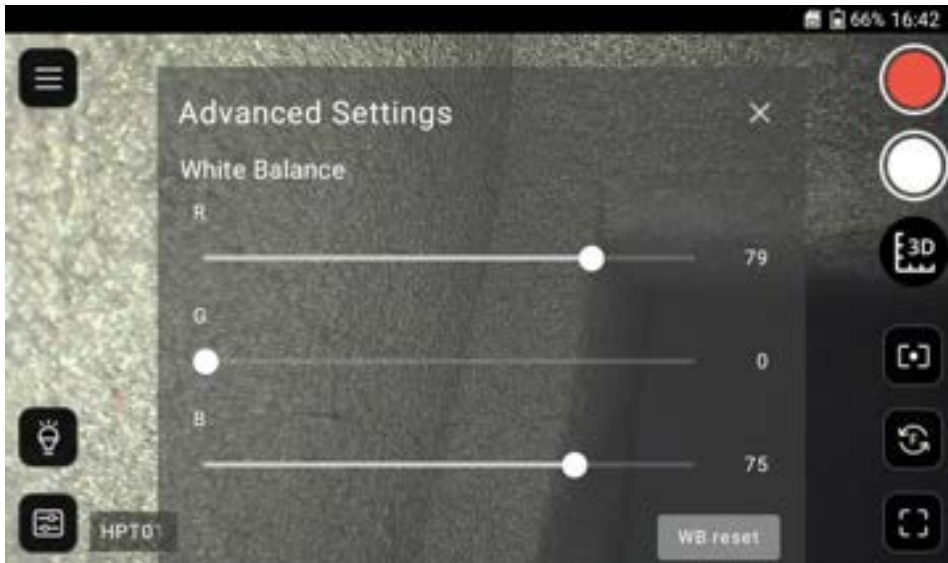 66% 16:42
Advanced Settings
White Balance
R
79
3D
G
0
B
75
HPT01
WB reset